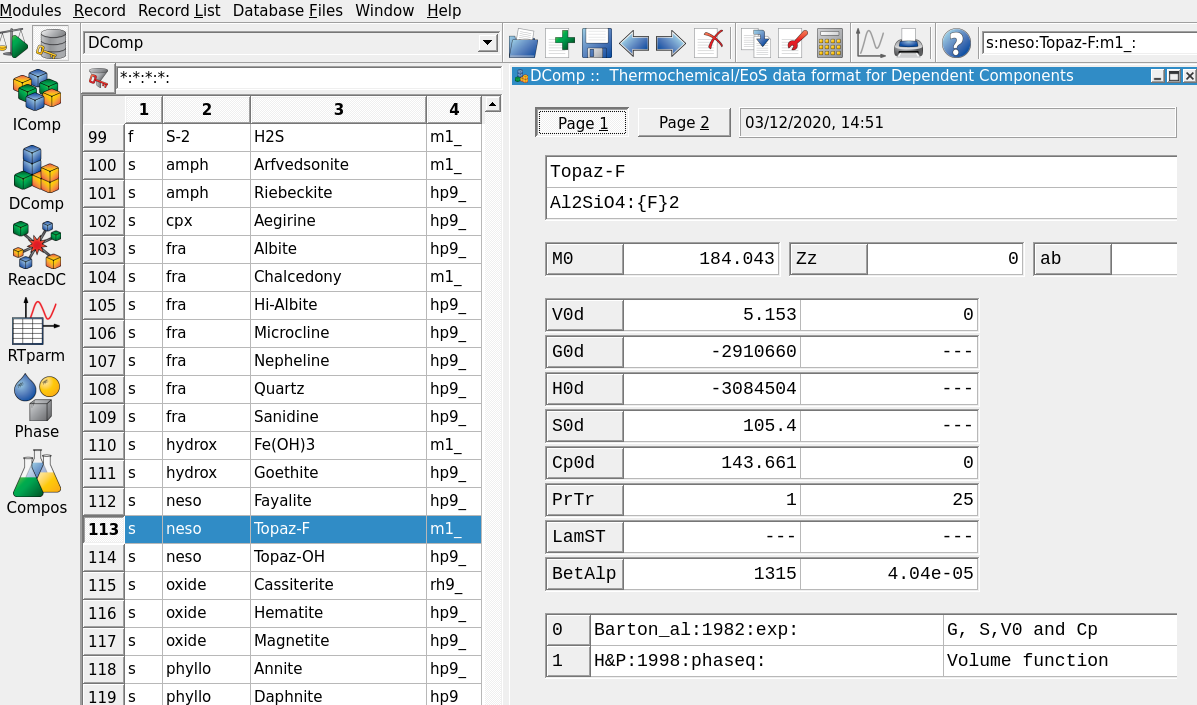 Modules Record Record List Database Files Window Help
DComp
s:neso:Topaz-F:m1_:
*:*:*:*:
DComp :: Thermochemical/EoS data format for Dependent Components
IComp
DComp
ReacDC
RTparm
Phase
Compos
1 2 3 4
99 f S-2 H2S m1_
100 s amph Arfvedsonite m1_
101 s amph Riebeckite hp9_
102 s cpx Aegirine hp9_
103 s fra Albite hp9_
104 s fra Chalcedony m1_
105 s fra Hi-Albite hp9_
106 s fra Microcline hp9_
107 s fra Nepheline hp9_
108 s fra Quartz hp9_
109 s fra Sanidine hp9_
110 s hydrox Fe(OH)3 m1_
111 s hydrox Goethite hp9_
112 s neso Fayalite hp9_
113 s neso Topaz-F m1_
114 s neso Topaz-OH hp9_
115 s oxide Cassiterite rh9_
116 s oxide Hematite hp9_
117 s oxide Magnetite hp9_
118 s phyllo Annite hp9_
119 s phyllo Daphnite hp9
Page 1 Page 2 03/12/2020, 14:51
Topaz-F
Al2SiO4:{F}2
M0 184.043 Zz 0 ab
V0d 5.153 0
G0d -2910660 ---
H0d -3084504 ---
S0d 105.4 ---
Cp0d 143.661 0
PrTr 1 25
LamST --- ---
BetAlp 1315 4.04e-05
0 Barton_al:1982:exp: G, S,V0 and Cp
1 H&P:1998:phaseq: Volume function